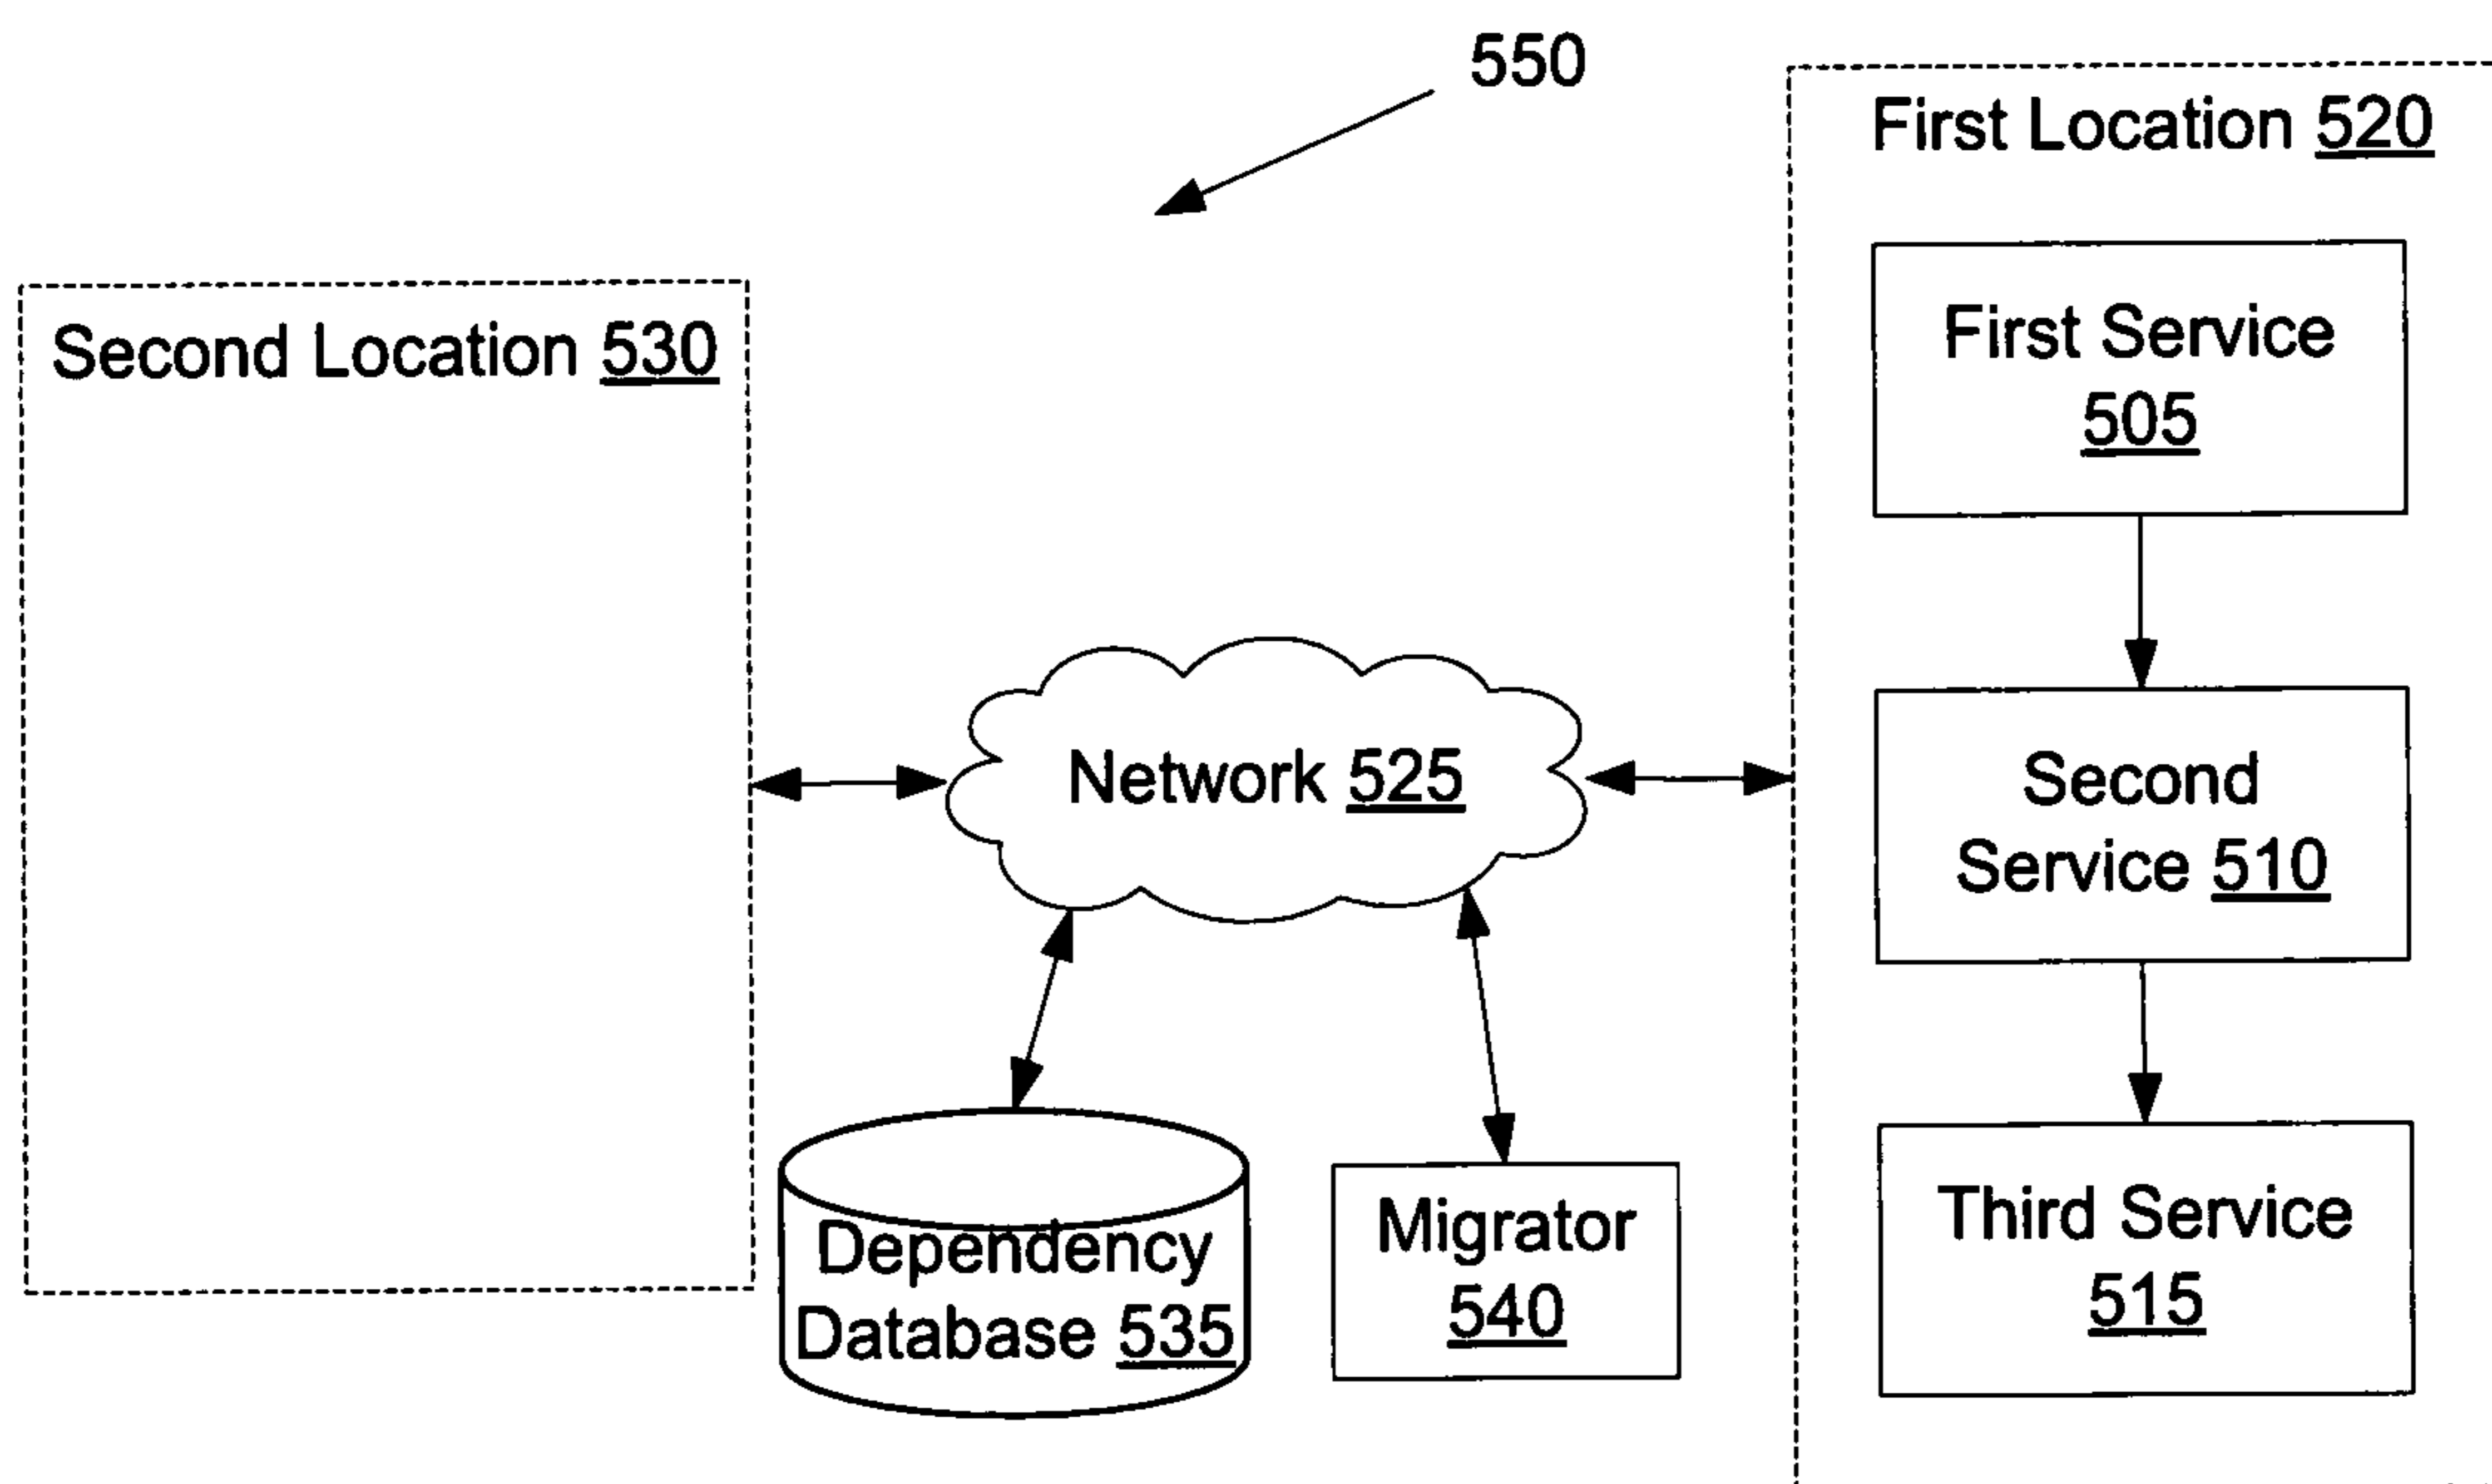 550
First Location 520
First Service
505
Second Location 530
Network 525
Second
Service 510
Dependency
Database 535
Migrator
540
Third Service
515